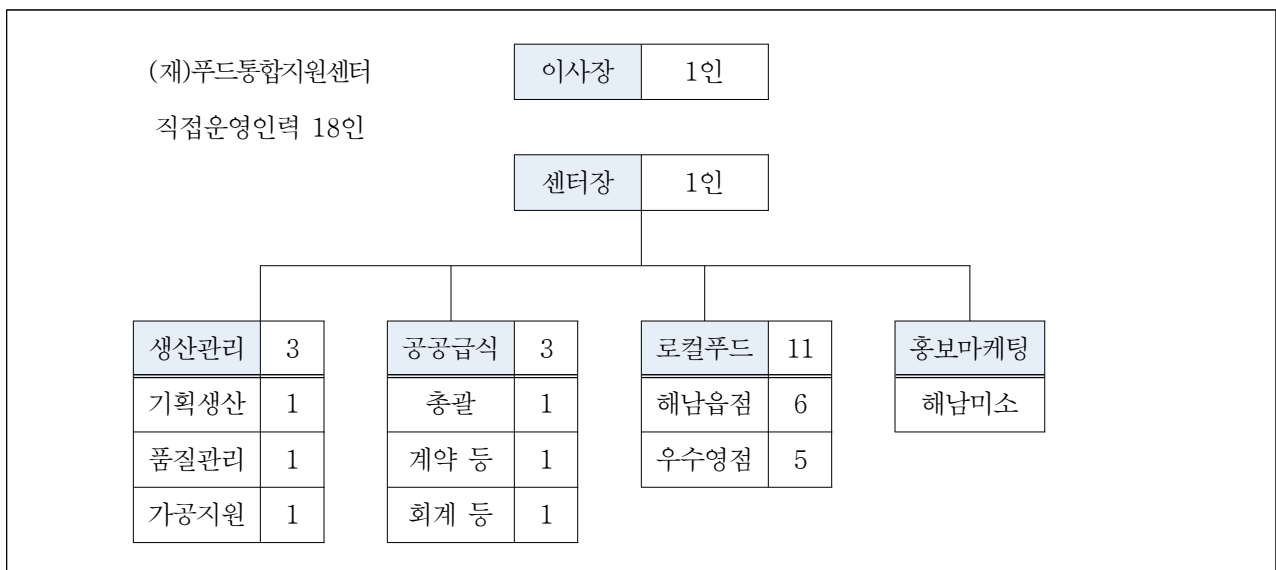 (재)푸드통합지원센터
직접운영인력 18인
이사장 1인
센터장 1인
생산관리 3
기획생산 1
품질관리 1
가공지원 1
공공급식 3
총괄 1
계약 등 1
회계 등 1
로컬푸드 11
해남읍점 6
우수영점 5
홍보마케팅
해남미소